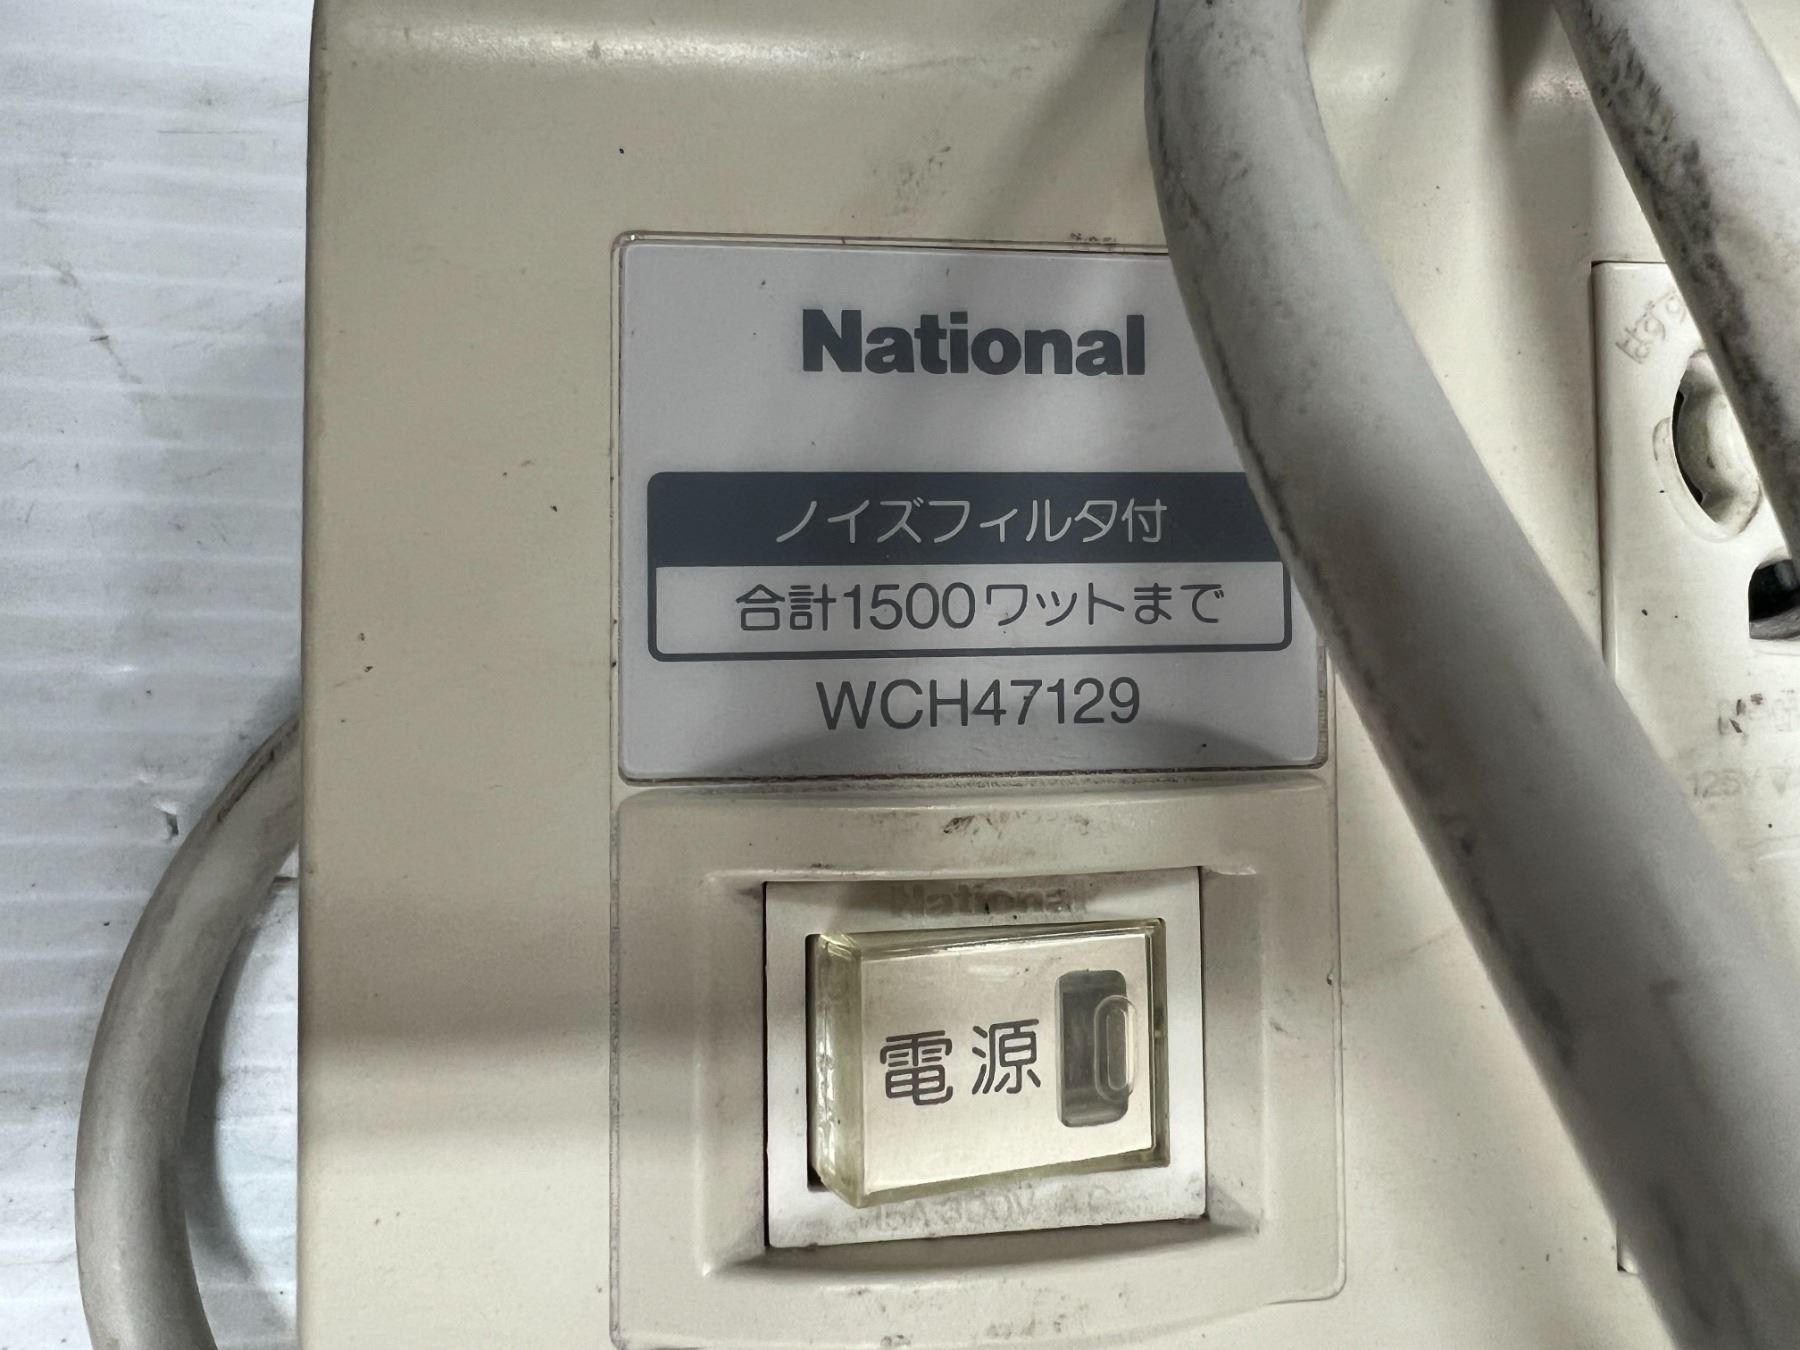 National
ノイズフィルタ付
合計1500ワットまで
WCH47129
National
電源
125V